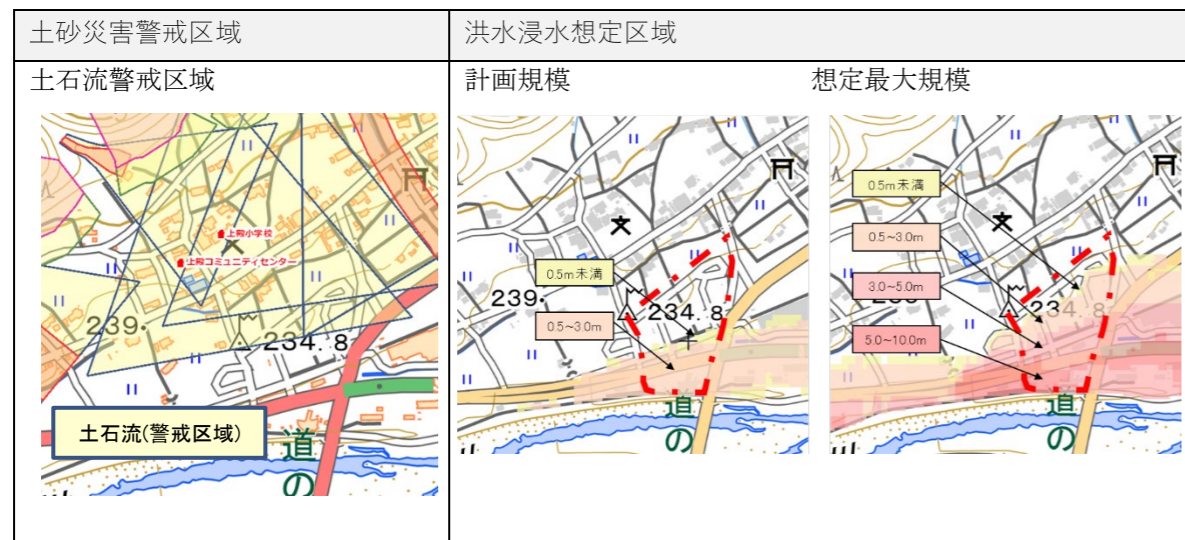 土砂災害警戒区域
洪水浸水想定区域
土石流警戒区域
計画規模
想定最大規模
上殿小学校
上殿コミュニティセンター
239
234.8
土石流(警戒区域)
道の
0.5m未満
0.5~3.0m
239
234.8
道の
0.5m未満
0.5~3.0m
3.0~5.0m
5.0~10.0m
234.8
道の